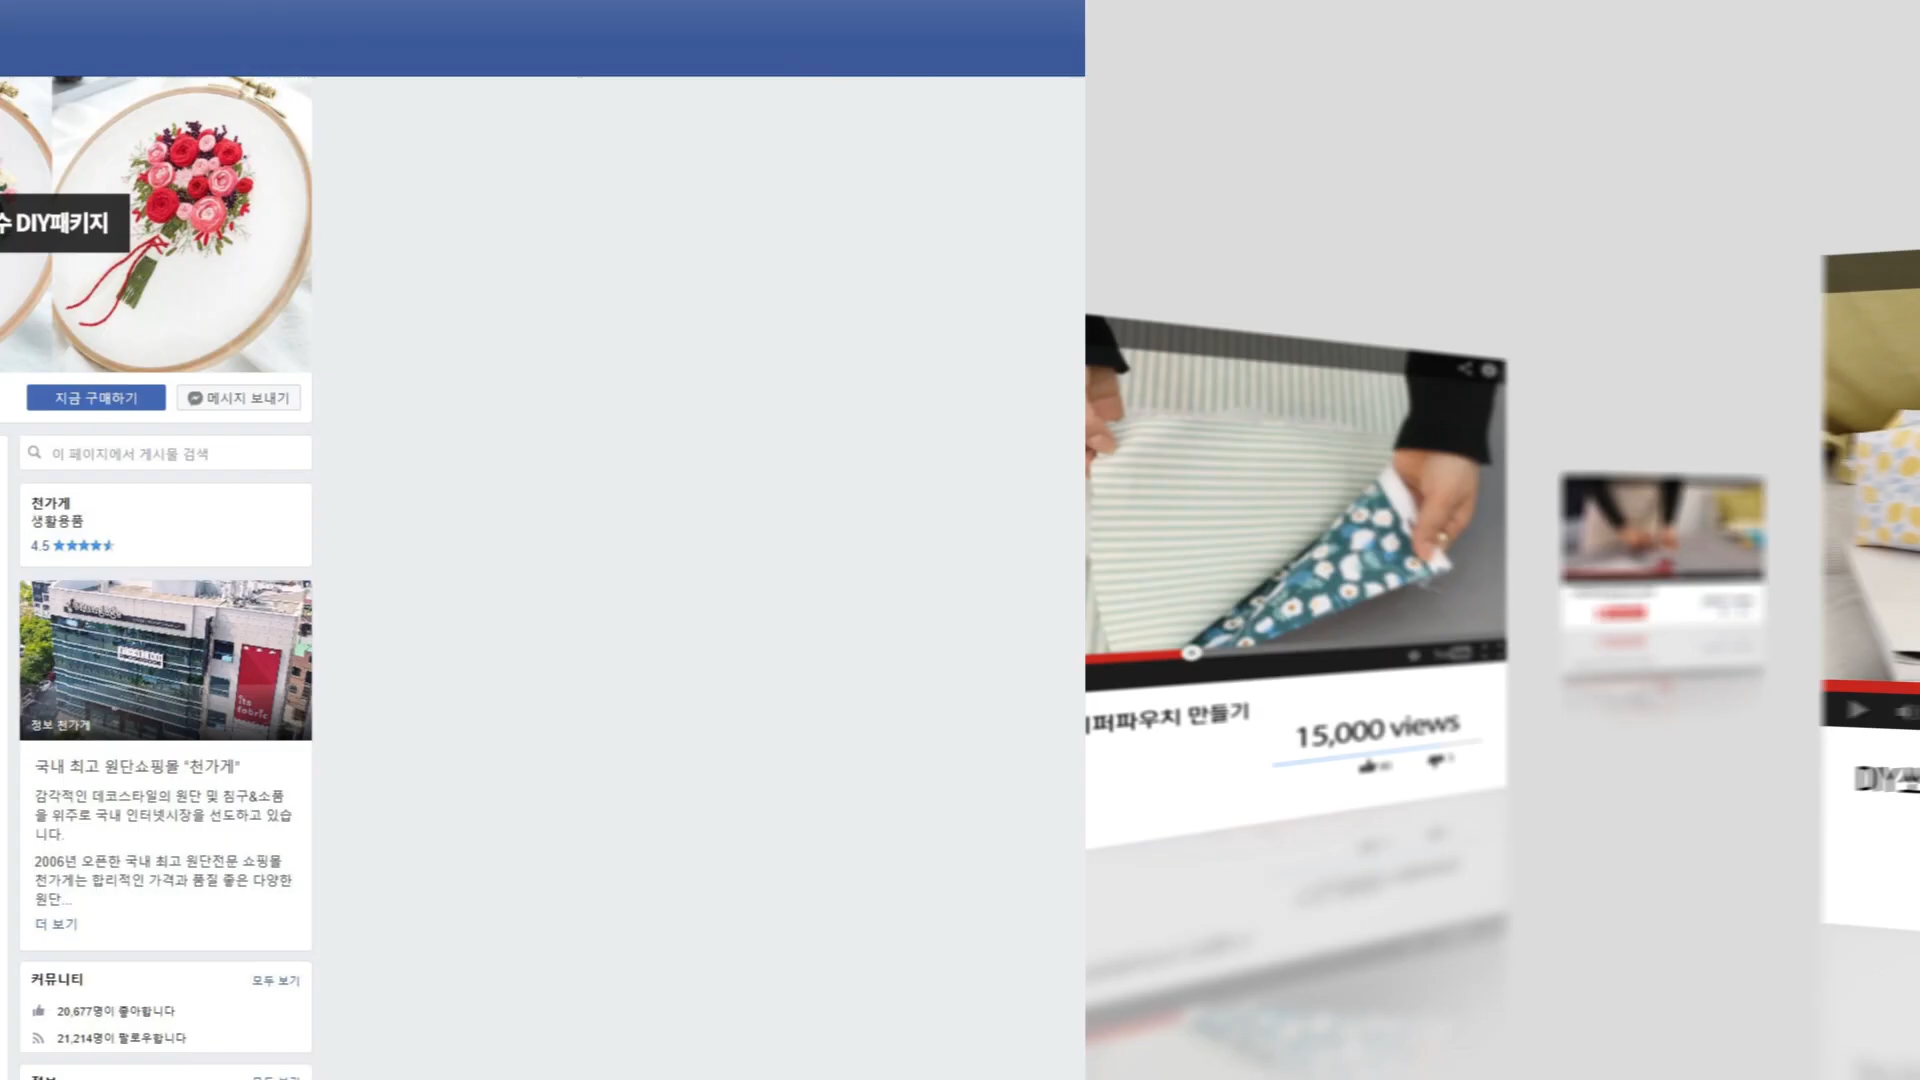 수 DIY패키지
지금 구매하기
메시지 보내기
이 페이지에서 게시물 검색
천가게
생활용품
4.5
its
fabric
정보 천가게
국내 최고 원단쇼핑몰 "천가게"
감각적인 데코스타일의 원단 및 침구&소품
을 위주로 국내 인터넷시장을 선도하고 있습
니다.
2006년 오픈한 국내 최고 원단전문 쇼핑몰
천가게는 합리적인 가격과 품질 좋은 다양한
원단...
더 보기
커뮤니티
모두 보기
20,677명이 좋아합니다
21,214명이 팔로우합니다
정보
모두 보기
퍼파우치 만들기
15,000 views